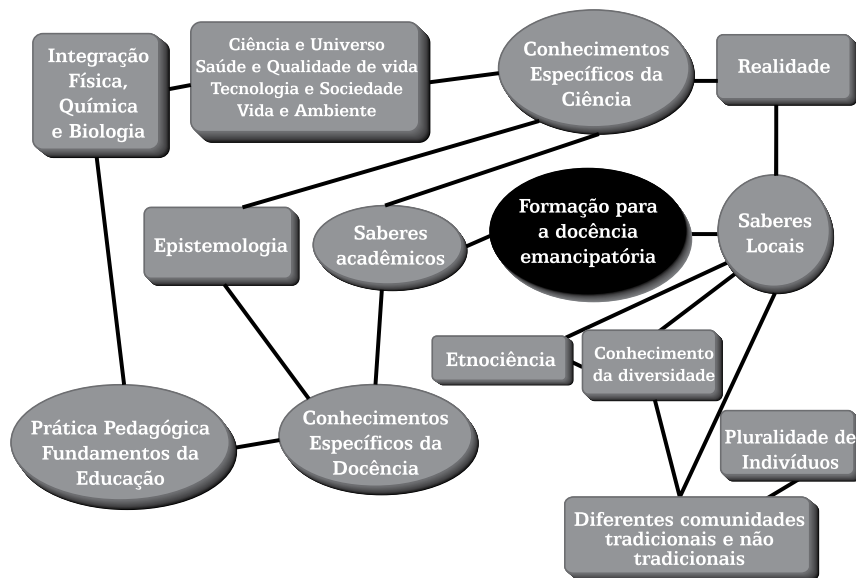 Integração
Física,
Química
e Biologia
Ciência e Universo
Saúde e Qualidade de vida
Tecnologia e Sociedade
Vida e Ambiente
Conhecimentos
Específicos da
Ciência
Realidade
Epistemologia
Saberes
acadêmicos
Formação para
a docência
emancipatória
Saberes
Locais
Etnociência
Conhecimento
da diversidade
Prática Pedagógica
Fundamentos da
Educação
Conhecimentos
Específicos da
Docência
Pluralidade de
Indivíduos
Diferentes comunidades
tradicionais e não
tradicionais